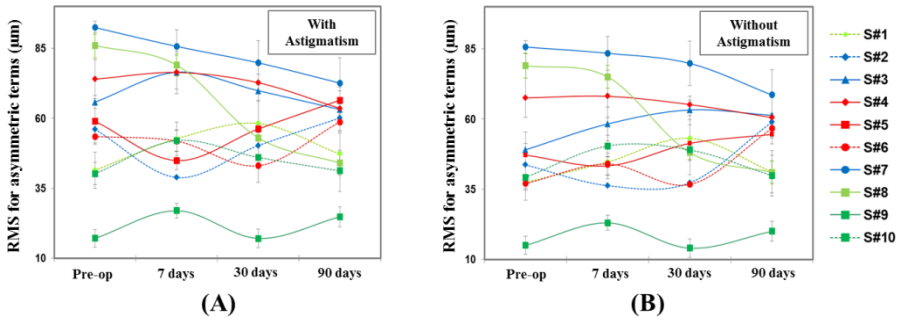 RMS for asymmetric terms (µm)
85
60
35
10
With
Astigmatism
Pre-op 7 days 30 days 90 days
(A)
RMS for asymmetric terms (µm)
85
60
35
10
Without
Astigmatism
Pre-op 7 days 30 days 90 days
(B)
S#1
S#2
S#3
S#4
S#5
S#6
S#7
S#8
S#9
S#10